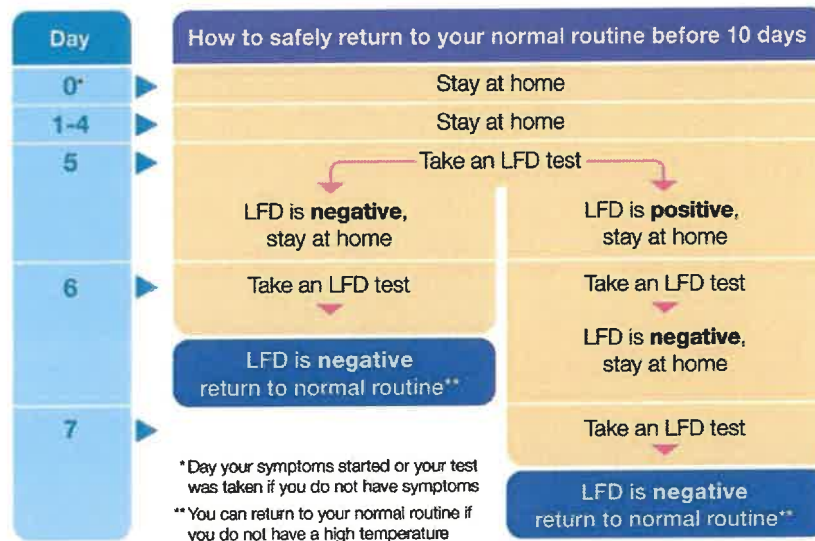 Day
How to safely return to your normal routine before 10 days
0*
Stay at home
1-4
Stay at home
5
Take an LFD test
LFD is negative,
stay at home
LFD is positive,
stay at home
6
Take an LFD test
Take an LFD test
LFD is negative
return to normal routine**
LFD is negative,
stay at home
7
Take an LFD test
*Day your symptoms started or your test
was taken if you do not have symptoms
**You can return to your normal routine if
you do not have a high temperature
LFD is negative
return to normal routine**